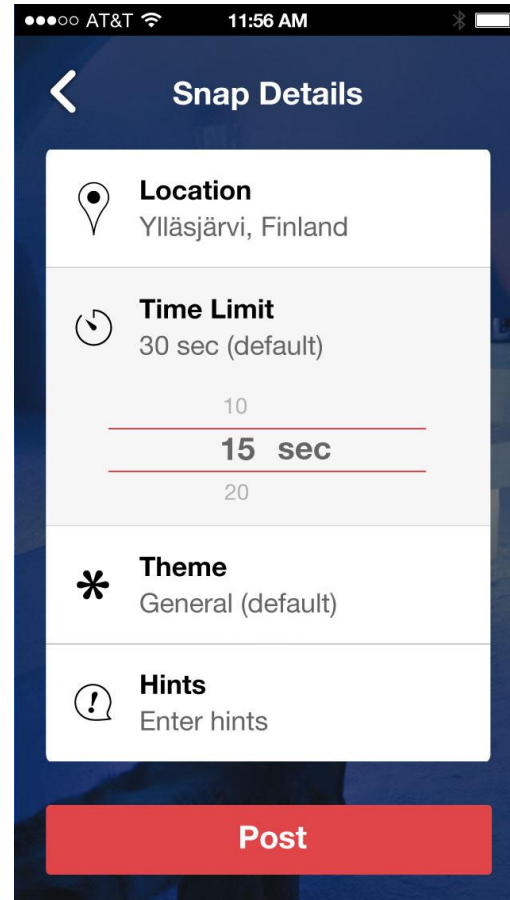 AT&T 11:56 AM
Snap Details
Location
Ylläsjärvi, Finland
Time Limit
30 sec (default)
10
15 sec
20
Theme
General (default)
Hints
Enter hints
Post